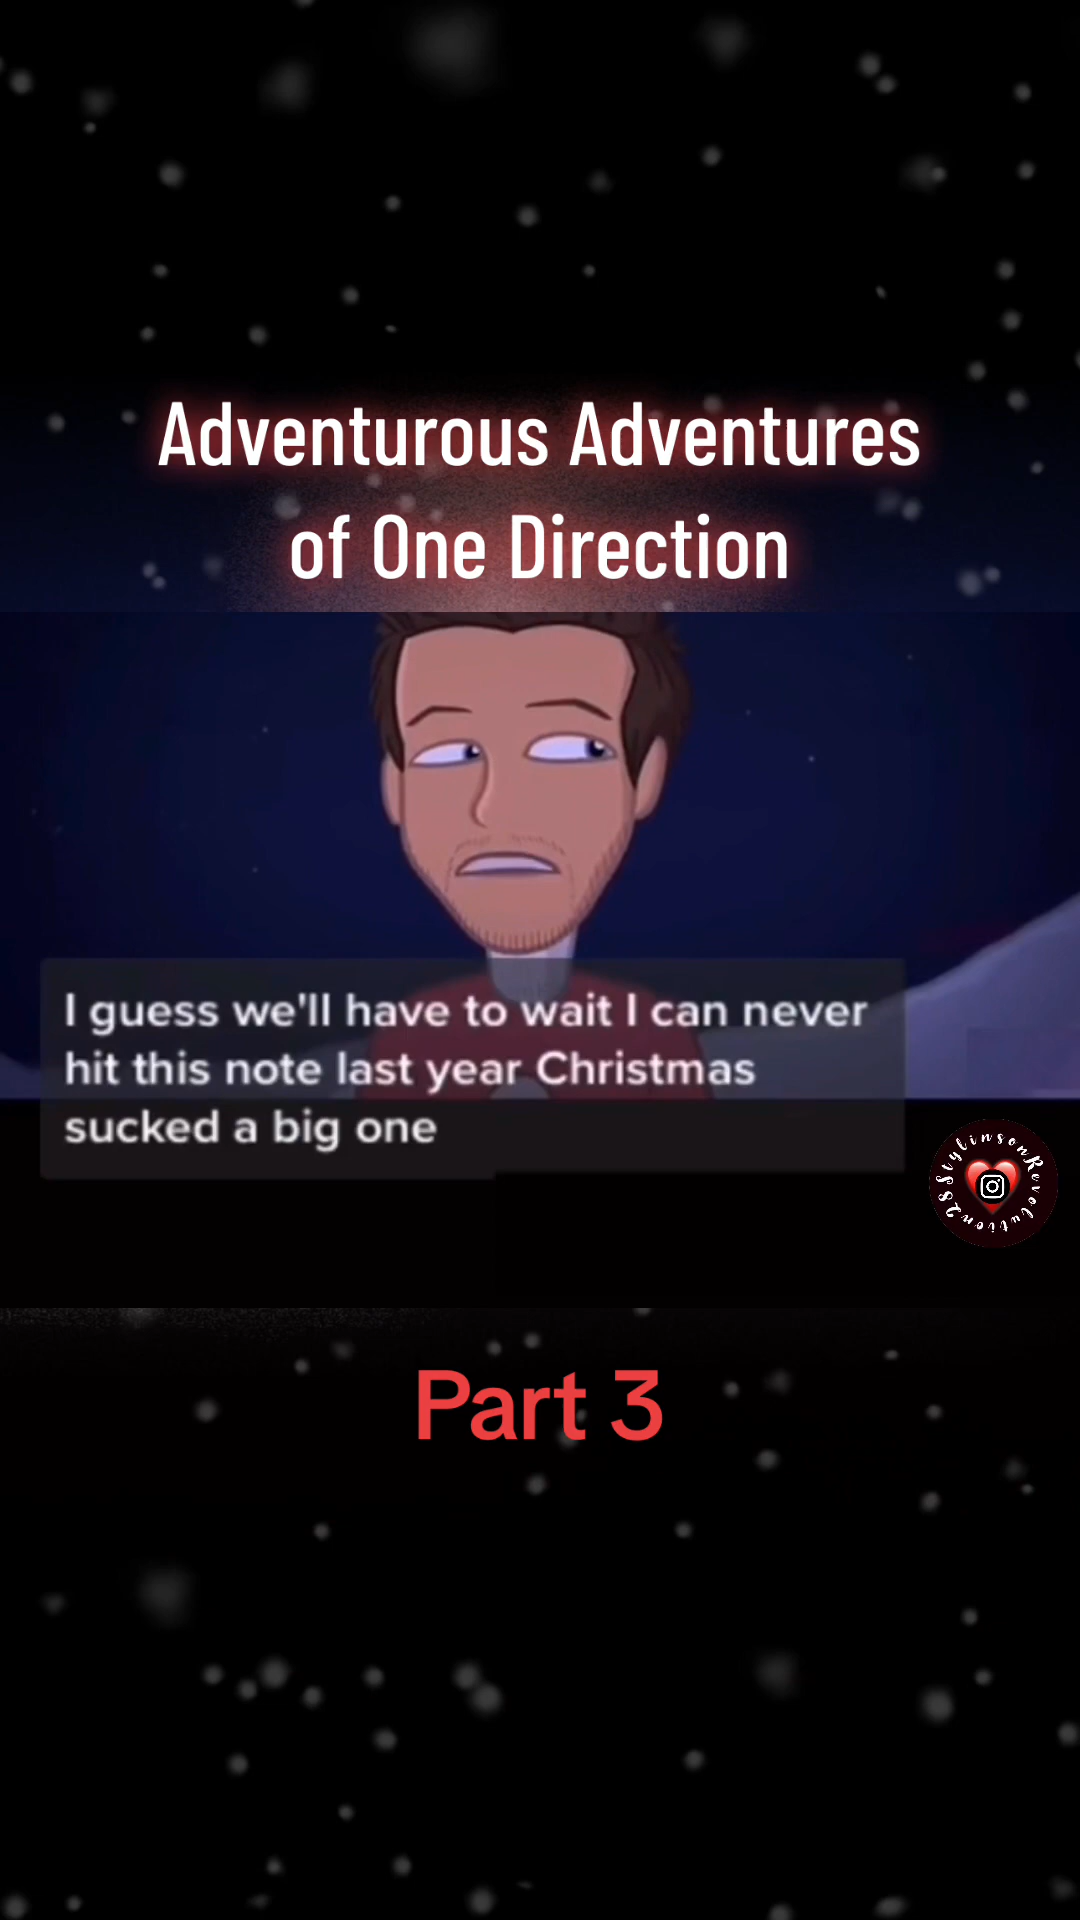 Adventurous Adventures
of One Direction
I guess we'll have to wait I can never
hit this note last year Christmas
sucked a big one
StylinsonRevolution28
Part 3